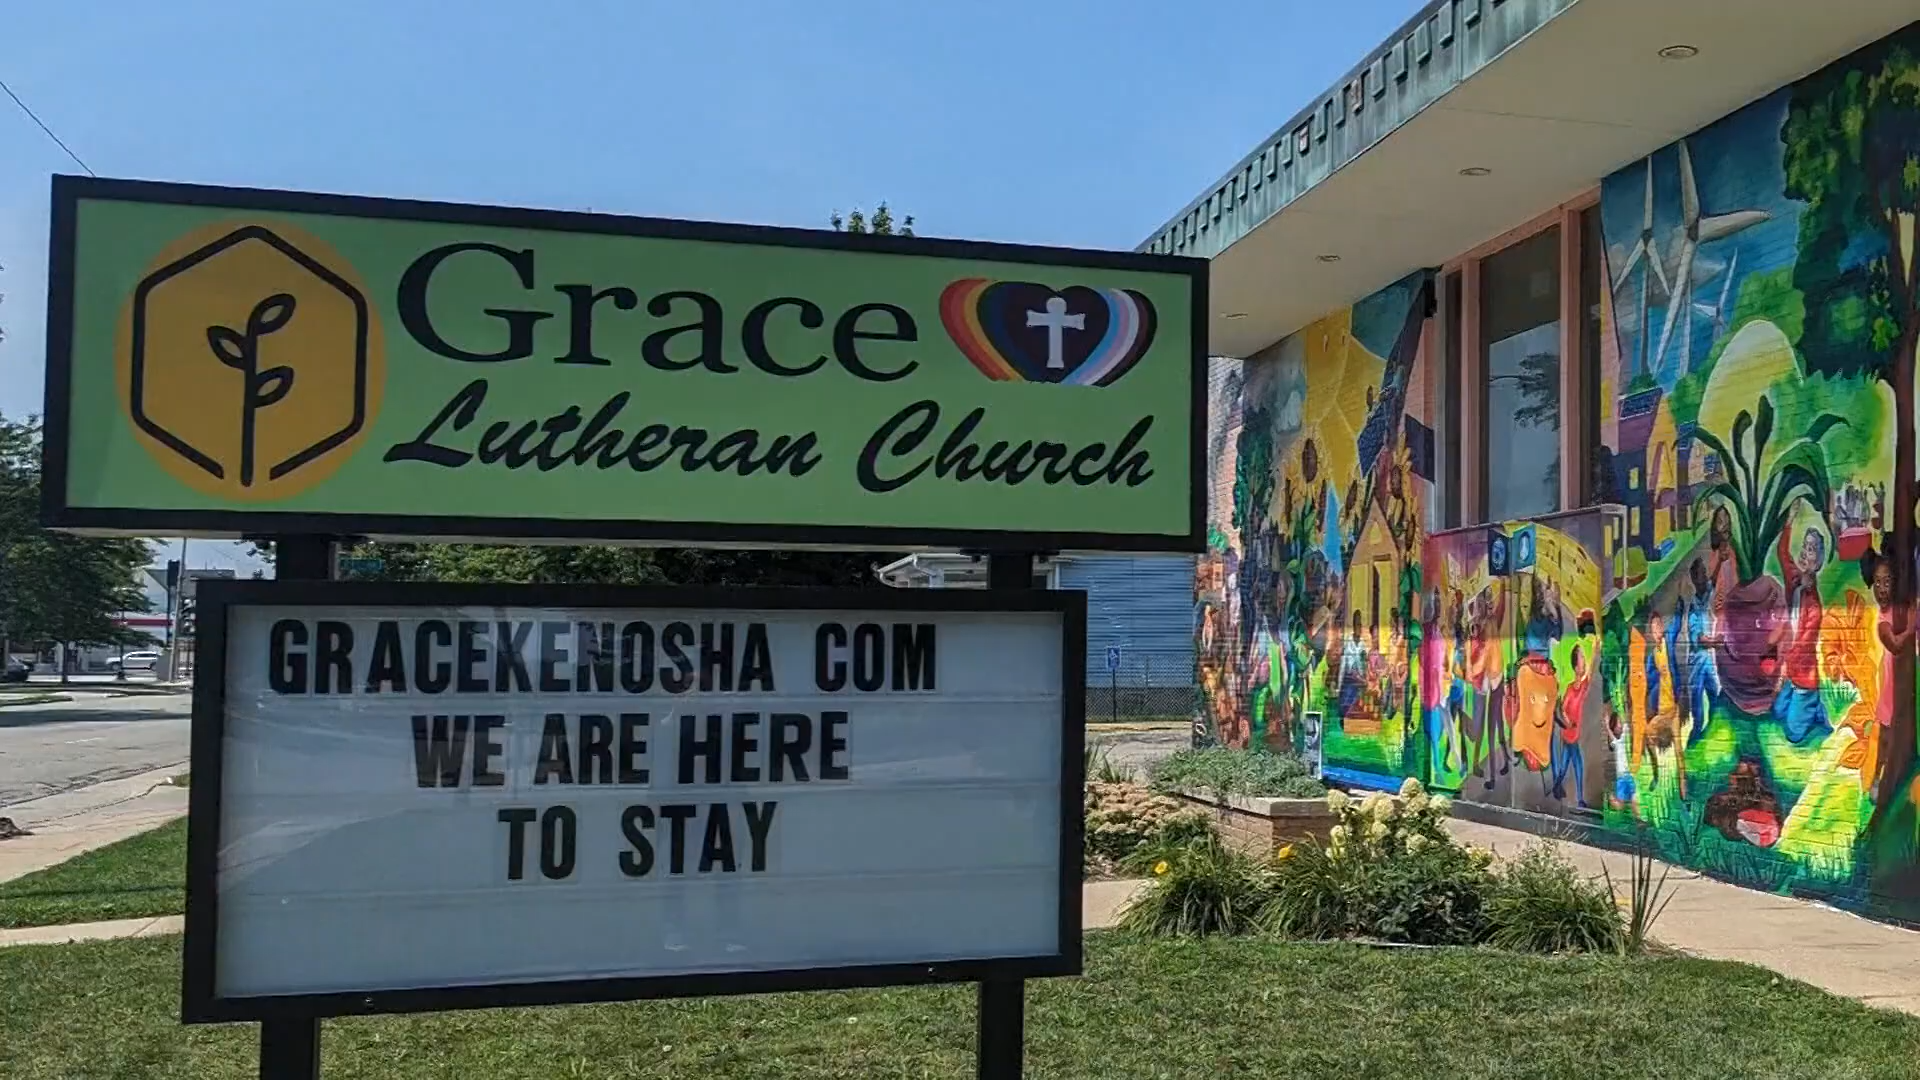 Grace
Lutheran Church
GRACEKENOSHA COM
WE ARE HERE
TO STAY